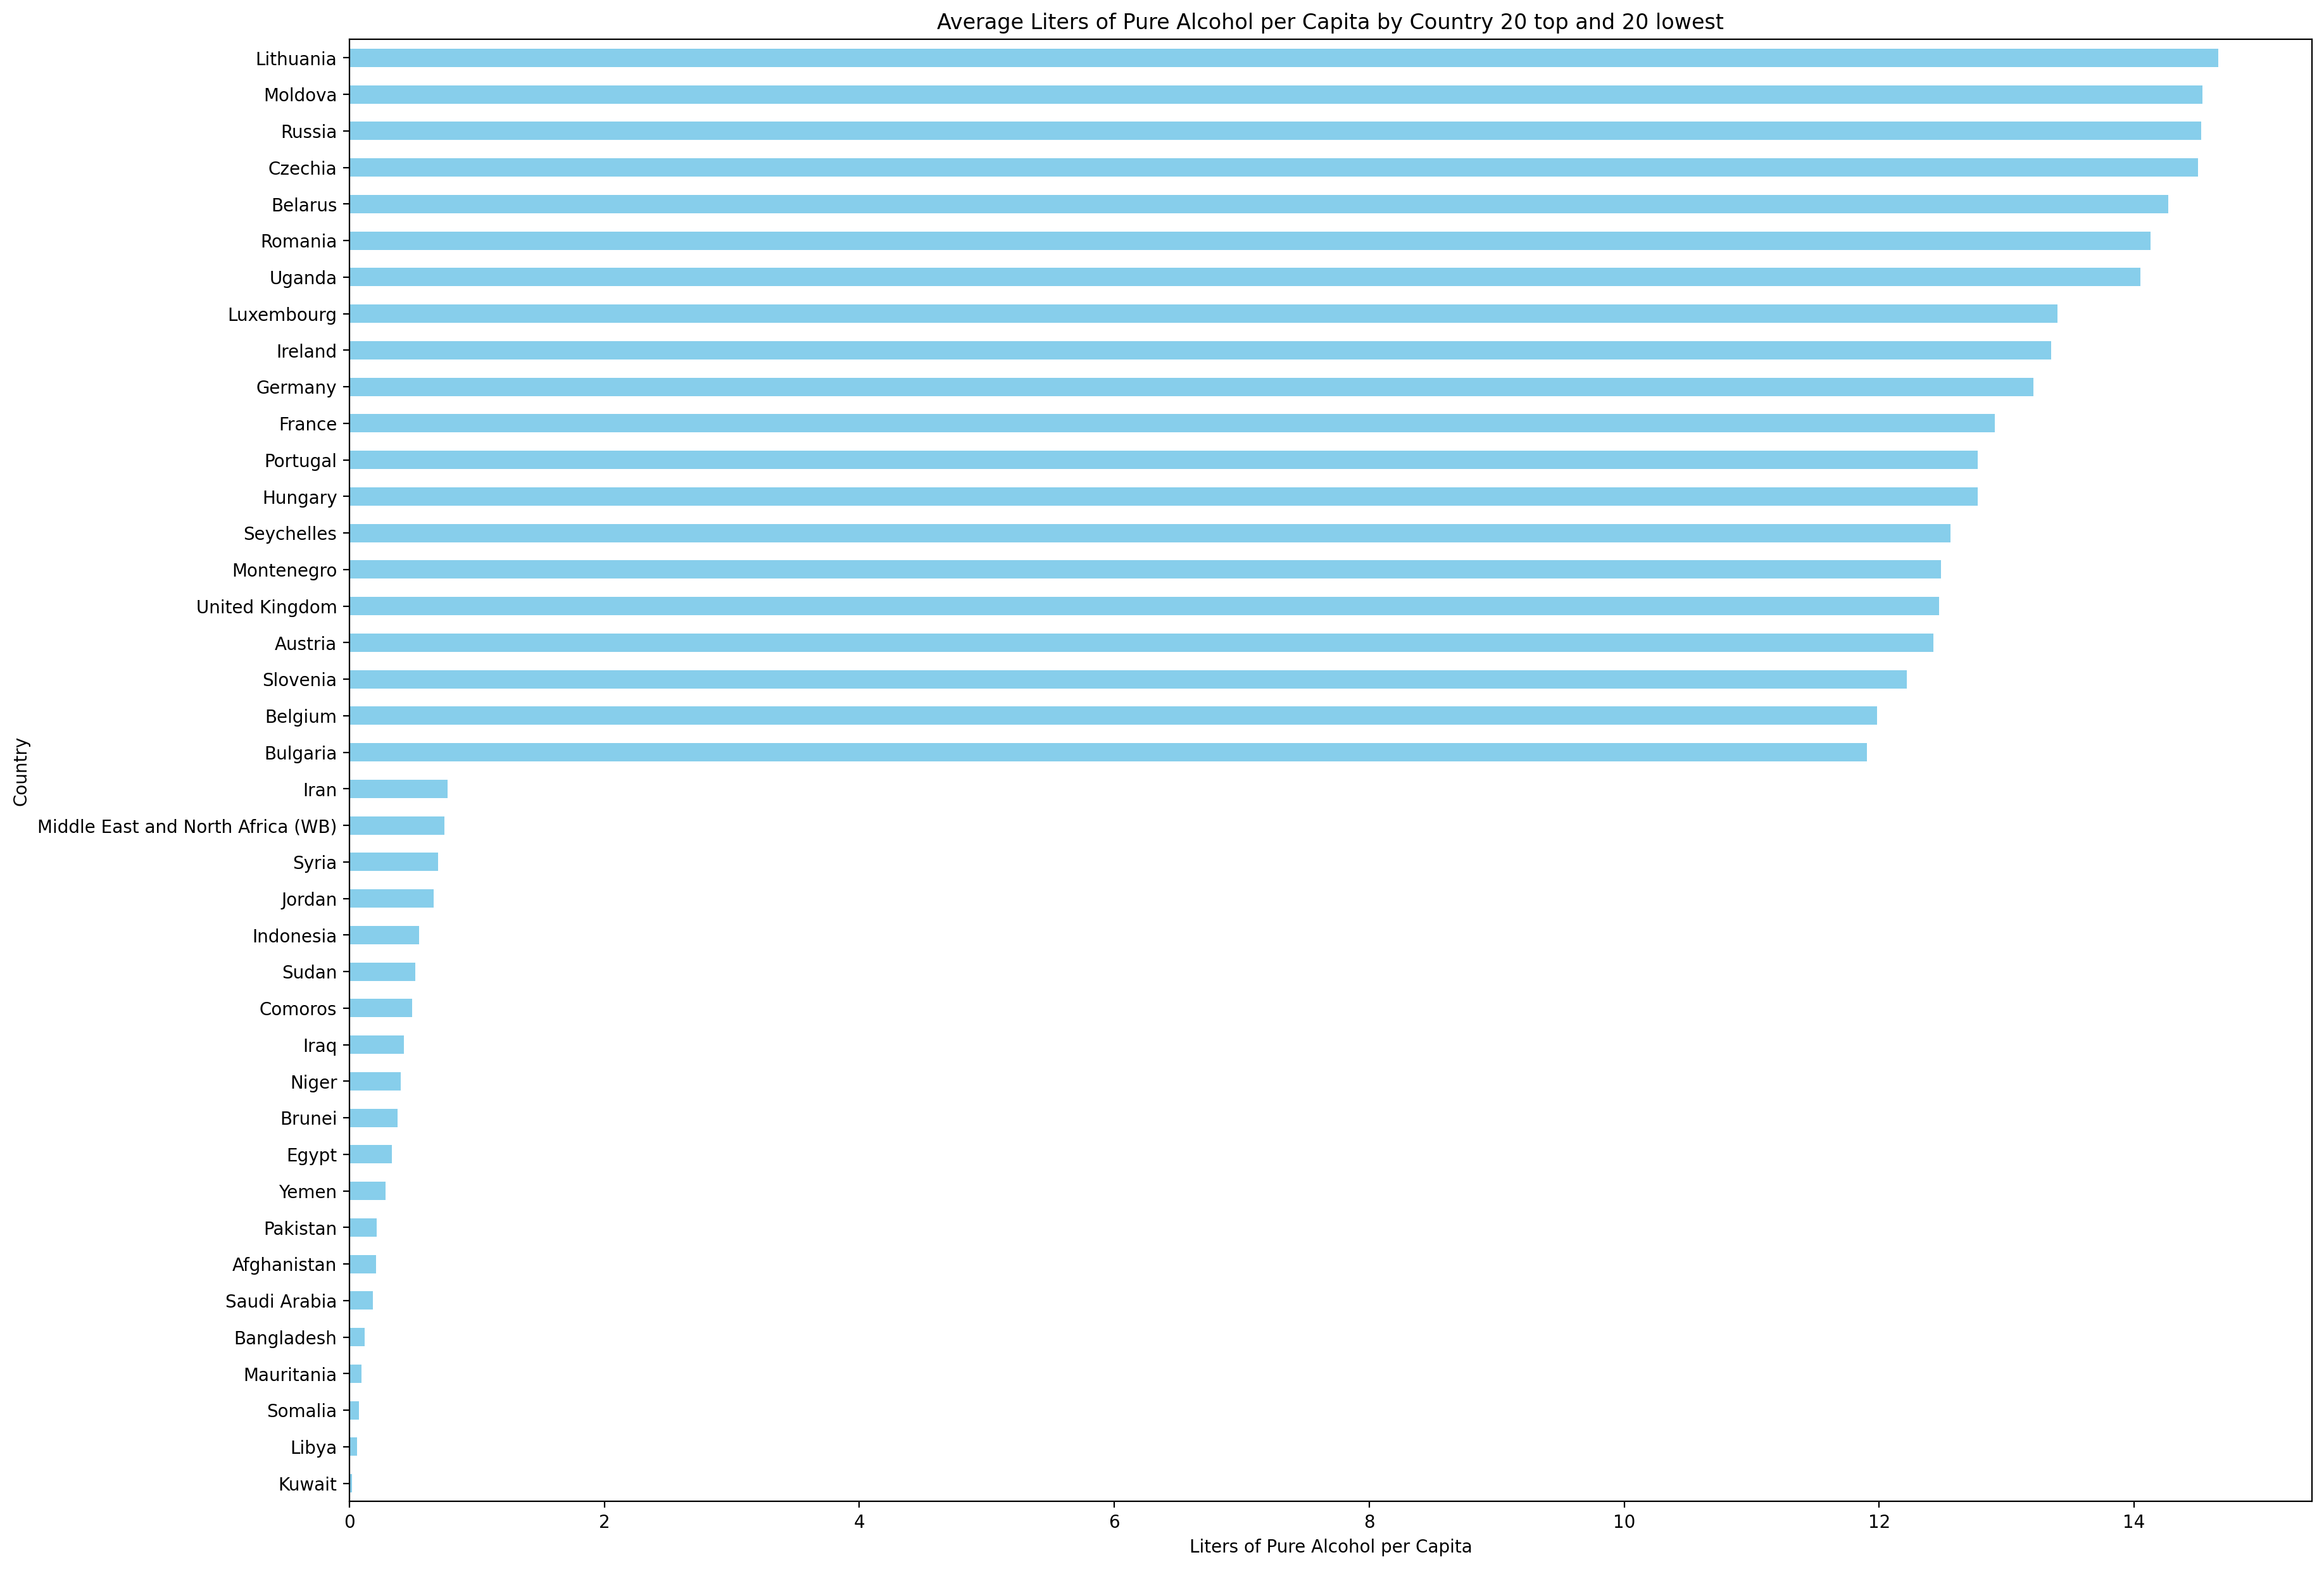 Average Liters of Pure Alcohol per Capita by Country 20 top and 20 lowest
Country
Lithuania
Moldova
Russia
Czechia
Belarus
Romania
Uganda
Luxembourg
Ireland
Germany
France
Portugal
Hungary
Seychelles
Montenegro
United Kingdom
Austria
Slovenia
Belgium
Bulgaria
Iran
Middle East and North Africa (WB)
Syria
Jordan
Indonesia
Sudan
Comoros
Iraq
Niger
Brunei
Egypt
Yemen
Pakistan
Afghanistan
Saudi Arabia
Bangladesh
Mauritania
Somalia
Libya
Kuwait
0 2 4 6 8 10 12 14
Liters of Pure Alcohol per Capita